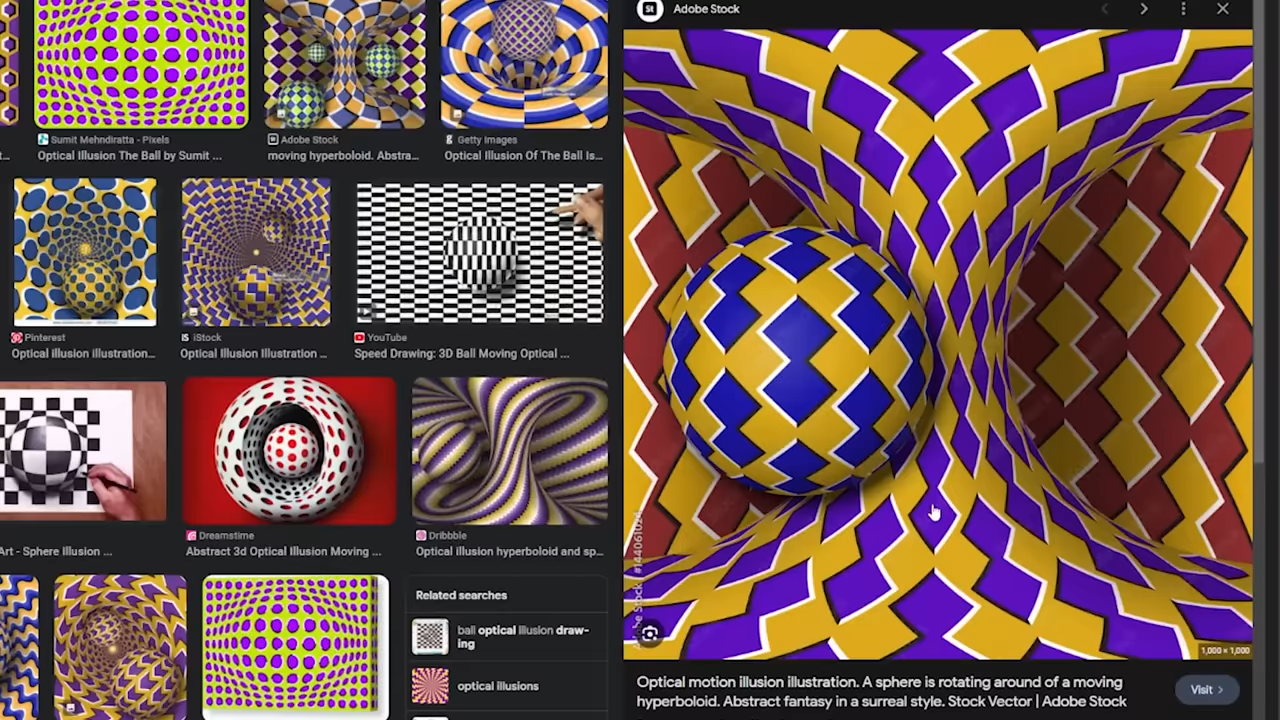 St Adobe Stock
t...
Sumit Mehndiratta - Pixels
Optical Illusion The Ball by Sumit ...
Adobe Stock
moving hyperboloid. Abstra...
Getty Images
Optical Illusion Of The Ball Is...
Pinterest
Optical illusion illustration...
iStock
Optical Illusion Illustration ...
YouTube
Speed Drawing: 3D Ball Moving Optical ...
Art - Sphere Illusion ...
Dreamstime
Abstract 3d Optical Illusion Moving ...
Dribbble
Optical illusion hyperboloid and sp...
Related searches
ball optical illusion draw-
ing
optical illusions
Adobe Stock | #144061024
1,000 × 1,000
Optical motion illusion illustration. A sphere is rotating around of a moving
hyperboloid. Abstract fantasy in a surreal style. Stock Vector | Adobe Stock
Visit